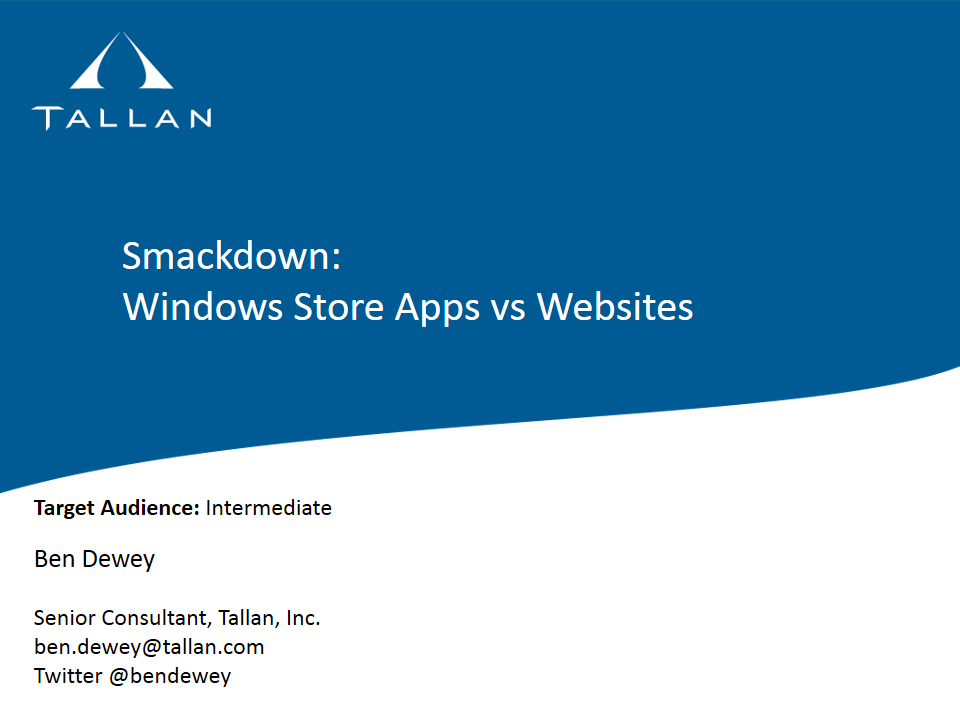 TALLAN
Smackdown:
Windows Store Apps vs Websites
Target Audience: Intermediate
Ben Dewey
Senior Consultant, Tallan, Inc.
ben.dewey@tallan.com
Twitter @bendewey